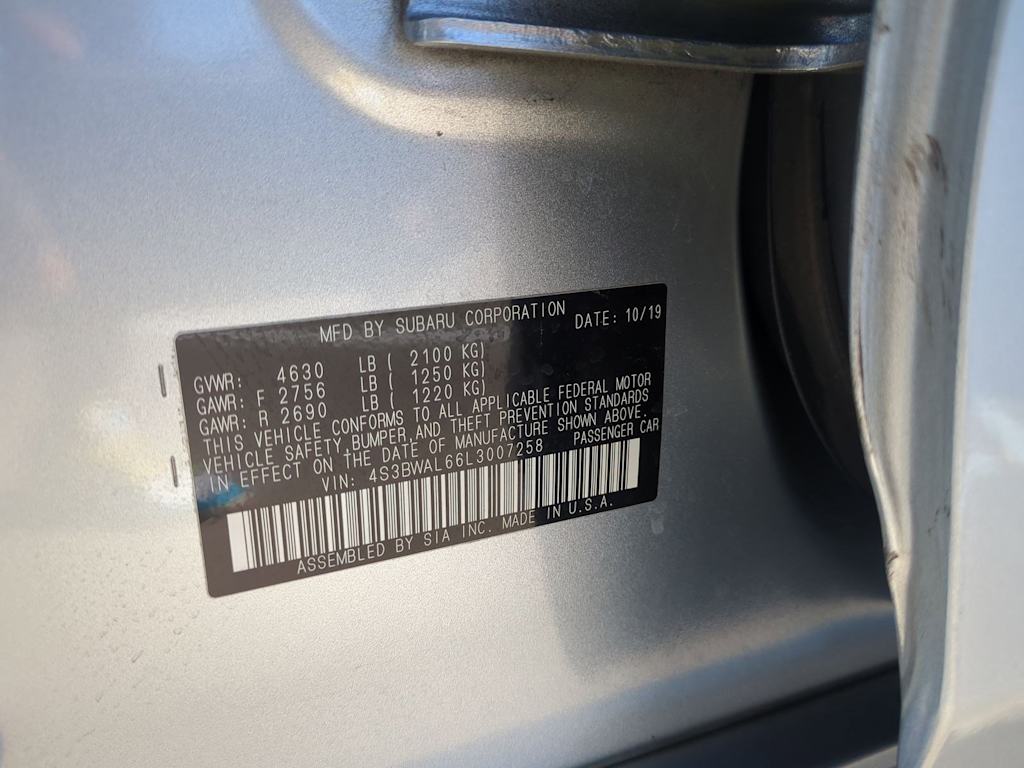 MFD BY SUBARU CORPORATION DATE: 10/19
GVWR: 4630 LB ( 2100 KG)
GAWR: F 2756 LB ( 1250 KG)
GAWR: R 2690 LB ( 1220 KG)
THIS VEHICLE CONFORMS TO ALL APPLICABLE FEDERAL MOTOR
VEHICLE SAFETY, BUMPER, AND THEFT PREVENTION STANDARDS
IN EFFECT ON THE DATE OF MANUFACTURE SHOWN ABOVE.
VIN: 4S3BWAL66L3007258 PASSENGER CAR
ASSEMBLED BY SIA INC. MADE IN U.S.A.